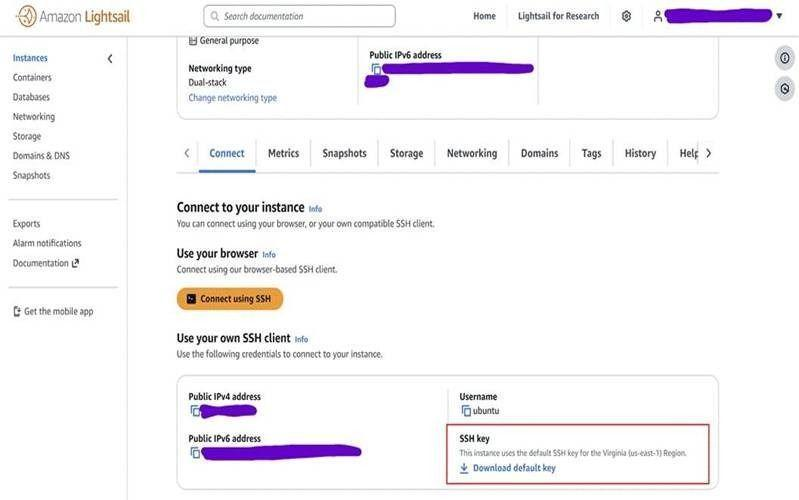 Amazon Lightsail
Search documentation
Home
Lightsail for Research
Instances
Containers
Databases
Networking
Storage
Domains & DNS
Snapshots
Exports
Alarm notifications
Documentation
Get the mobile app
General purpose
Networking type
Dual-stack
Change networking type
Public IPv6 address
Connect
Metrics
Snapshots
Storage
Networking
Domains
Tags
History
Help
Connect to your instance Info
You can connect using your browser, or your own compatible SSH client.
Use your browser Info
Connect using our browser-based SSH client.
Connect using SSH
Use your own SSH client Info
Use the following credentials to connect to your instance.
Public IPv4 address
Public IPv6 address
Username
ubuntu
SSH key
This instance uses the default SSH key for the Virginia (us-east-1) Region.
Download default key